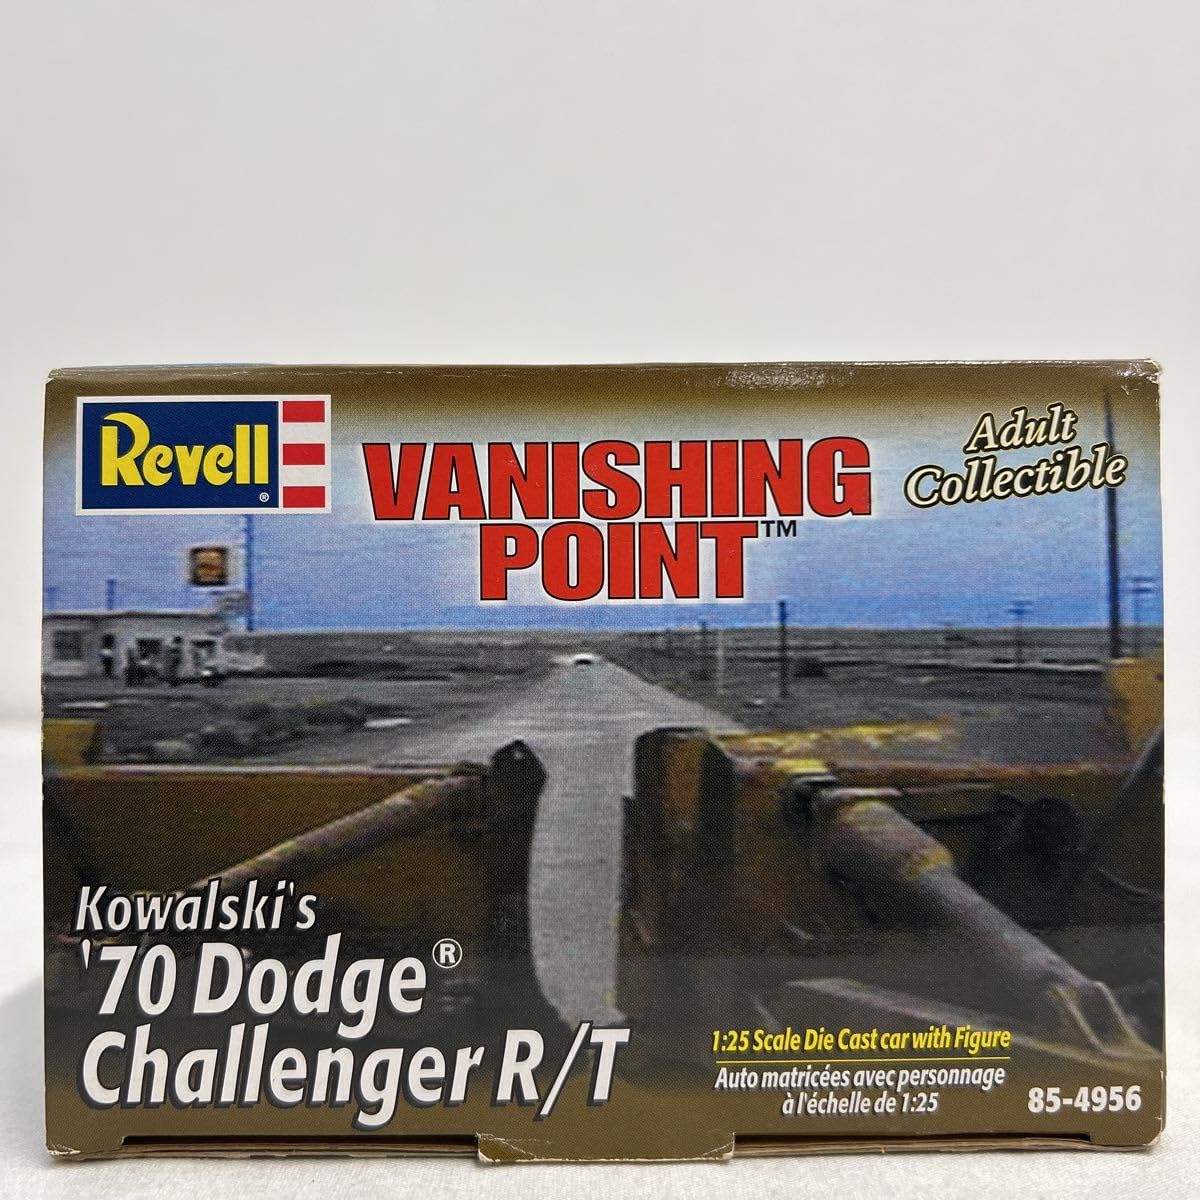 Revell®
VANISHING
POINT™
Adult
Collectible
Kowalski's
'70 Dodge®
Challenger R/T
1:25 Scale Die Cast car with Figure
Auto matricées avec personnage
à l'échelle de 1:25
85-4956